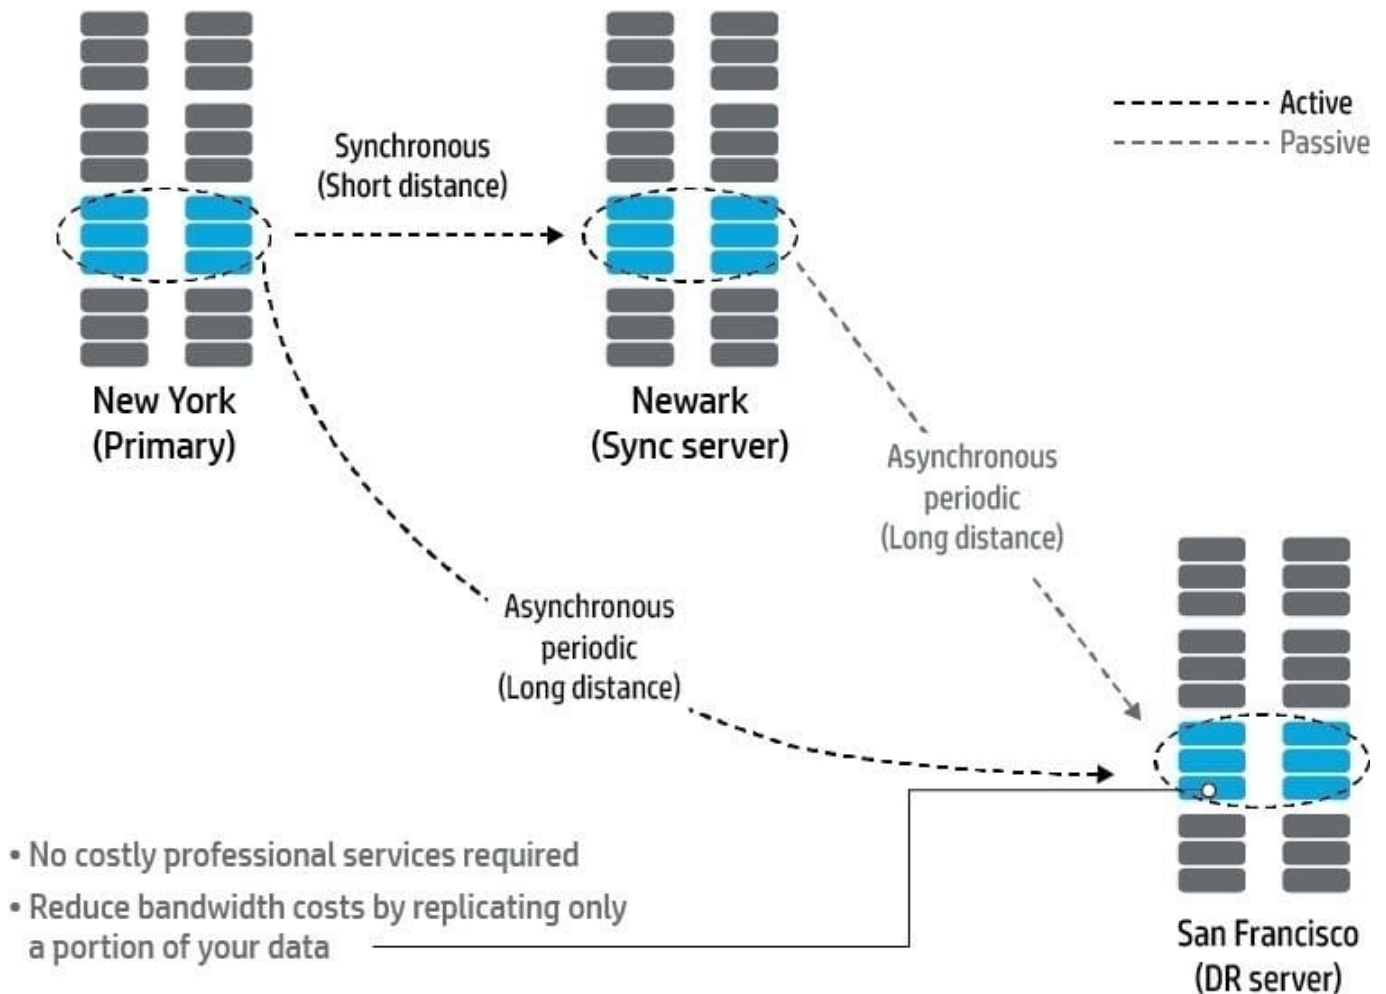 Active
Passive
Synchronous
(Short distance)
New York
(Primary)
Newark
(Sync server)
Asynchronous
periodic
(Long distance)
Asynchronous
periodic
(Long distance)
• No costly professional services required
• Reduce bandwidth costs by replicating only
a portion of your data
San Francisco
(DR server)